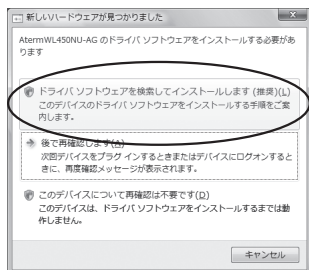 新しいハードウェアが見つかりました
AtermWL450NU-AG のドライバ ソフトウェアをインストールする必要があ
ります
ドライバ ソフトウェアを検索してインストールします (推奨)(L)
このデバイスのドライバ ソフトウェアをインストールする手順をご案
内します。
後で再確認します(A)
次回デバイスをプラグ インするときまたはデバイスにログオンすると
きに、再度確認メッセージが表示されます。
このデバイスについて再確認は不要です(D)
このデバイスは、ドライバ ソフトウェアをインストールするまでは動
作しません。
キャンセル